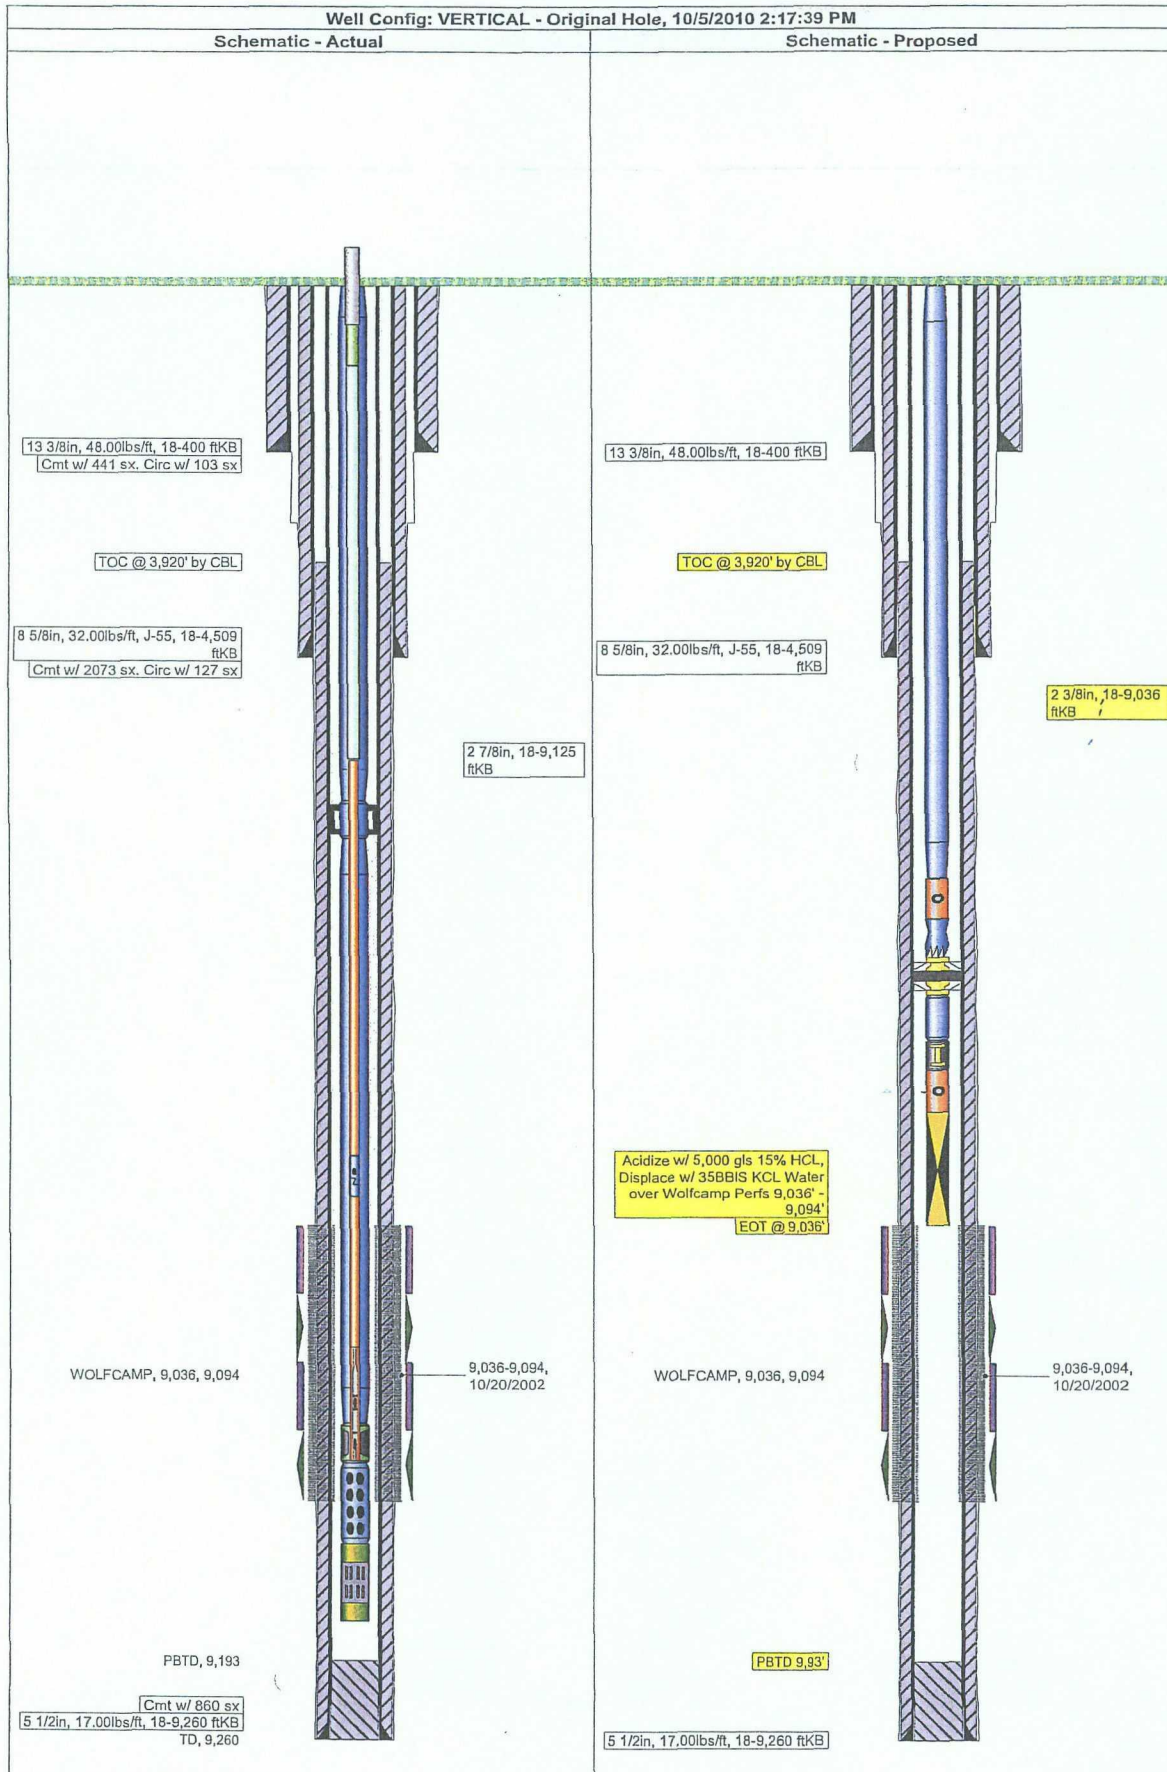 Well Config: VERTICAL - Original Hole, 10/5/2010 2:17:39 PM
Schematic - Actual
13 3/8in, 48.00lbs/ft, 18-400 ftKB
Cmt w/ 441 sx. Circ w/ 103 sx
TOC @ 3,920' by CBL
8 5/8in, 32.00lbs/ft, J-55, 18-4,509
ftKB
Cmt w/ 2073 sx. Circ w/ 127 sx
2 7/8in, 18-9,125
ftKB
WOLFCAMP, 9,036, 9,094
9,036-9,094,
10/20/2002
PBTD, 9,193
Cmt w/ 860 sx
5 1/2in, 17.00lbs/ft, 18-9,260 ftKB
TD, 9,260
Schematic - Proposed
13 3/8in, 48.00lbs/ft, 18-400 ftKB
TOC @ 3,920' by CBL
8 5/8in, 32.00lbs/ft, J-55, 18-4,509
ftKB
2 3/8in, 18-9,036
ftKB
Acidize w/ 5,000 gls 15% HCL,
Displace w/ 35BBlS KCL Water
over Wolfcamp Perfs 9,036' -
9,094'
EOT @ 9,036'
WOLFCAMP, 9,036, 9,094
9,036-9,094,
10/20/2002
PBTD 9,93'
5 1/2in, 17.00lbs/ft, 18-9,260 ftKB